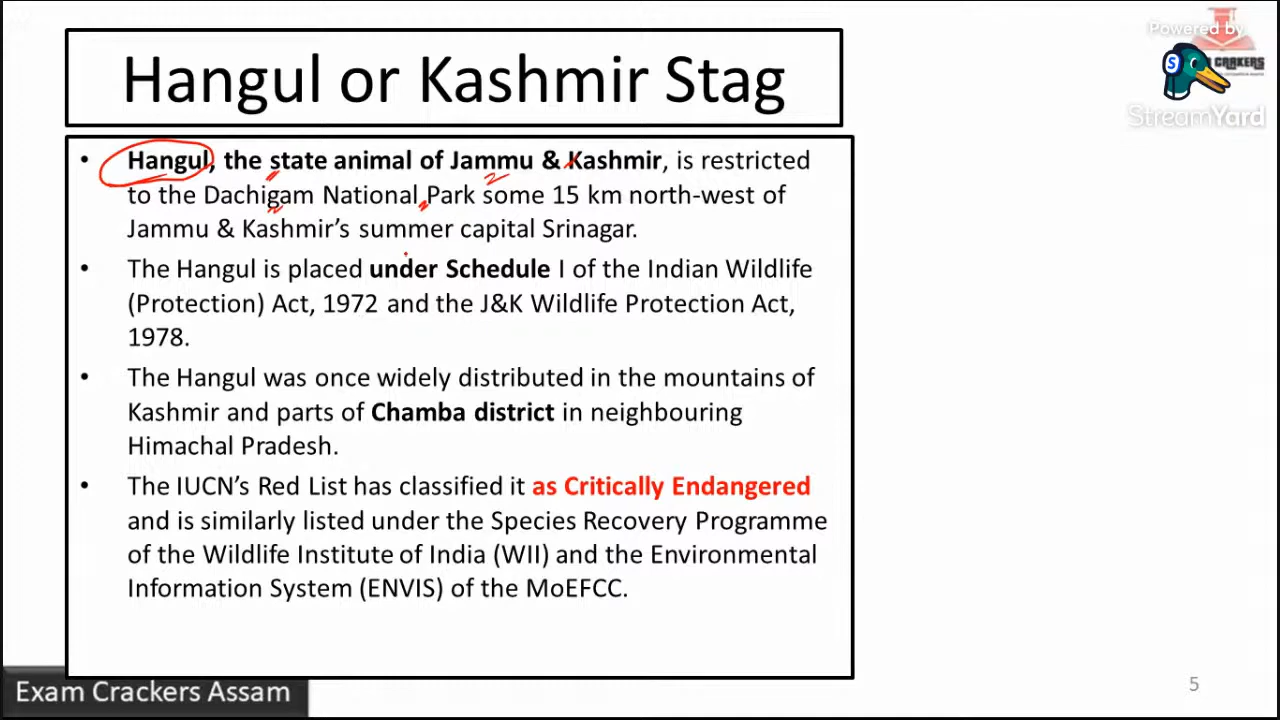 Powered by
CRAKERS
StreamYard
Hangul or Kashmir Stag
• Hangul, the state animal of Jammu & Kashmir, is restricted
to the Dachigam National Park some 15 km north-west of
Jammu & Kashmir’s summer capital Srinagar.
• The Hangul is placed under Schedule I of the Indian Wildlife
(Protection) Act, 1972 and the J&K Wildlife Protection Act,
1978.
• The Hangul was once widely distributed in the mountains of
Kashmir and parts of Chamba district in neighbouring
Himachal Pradesh.
• The IUCN’s Red List has classified it as Critically Endangered
and is similarly listed under the Species Recovery Programme
of the Wildlife Institute of India (WII) and the Environmental
Information System (ENVIS) of the MoEFCC.
Exam Crackers Assam
5